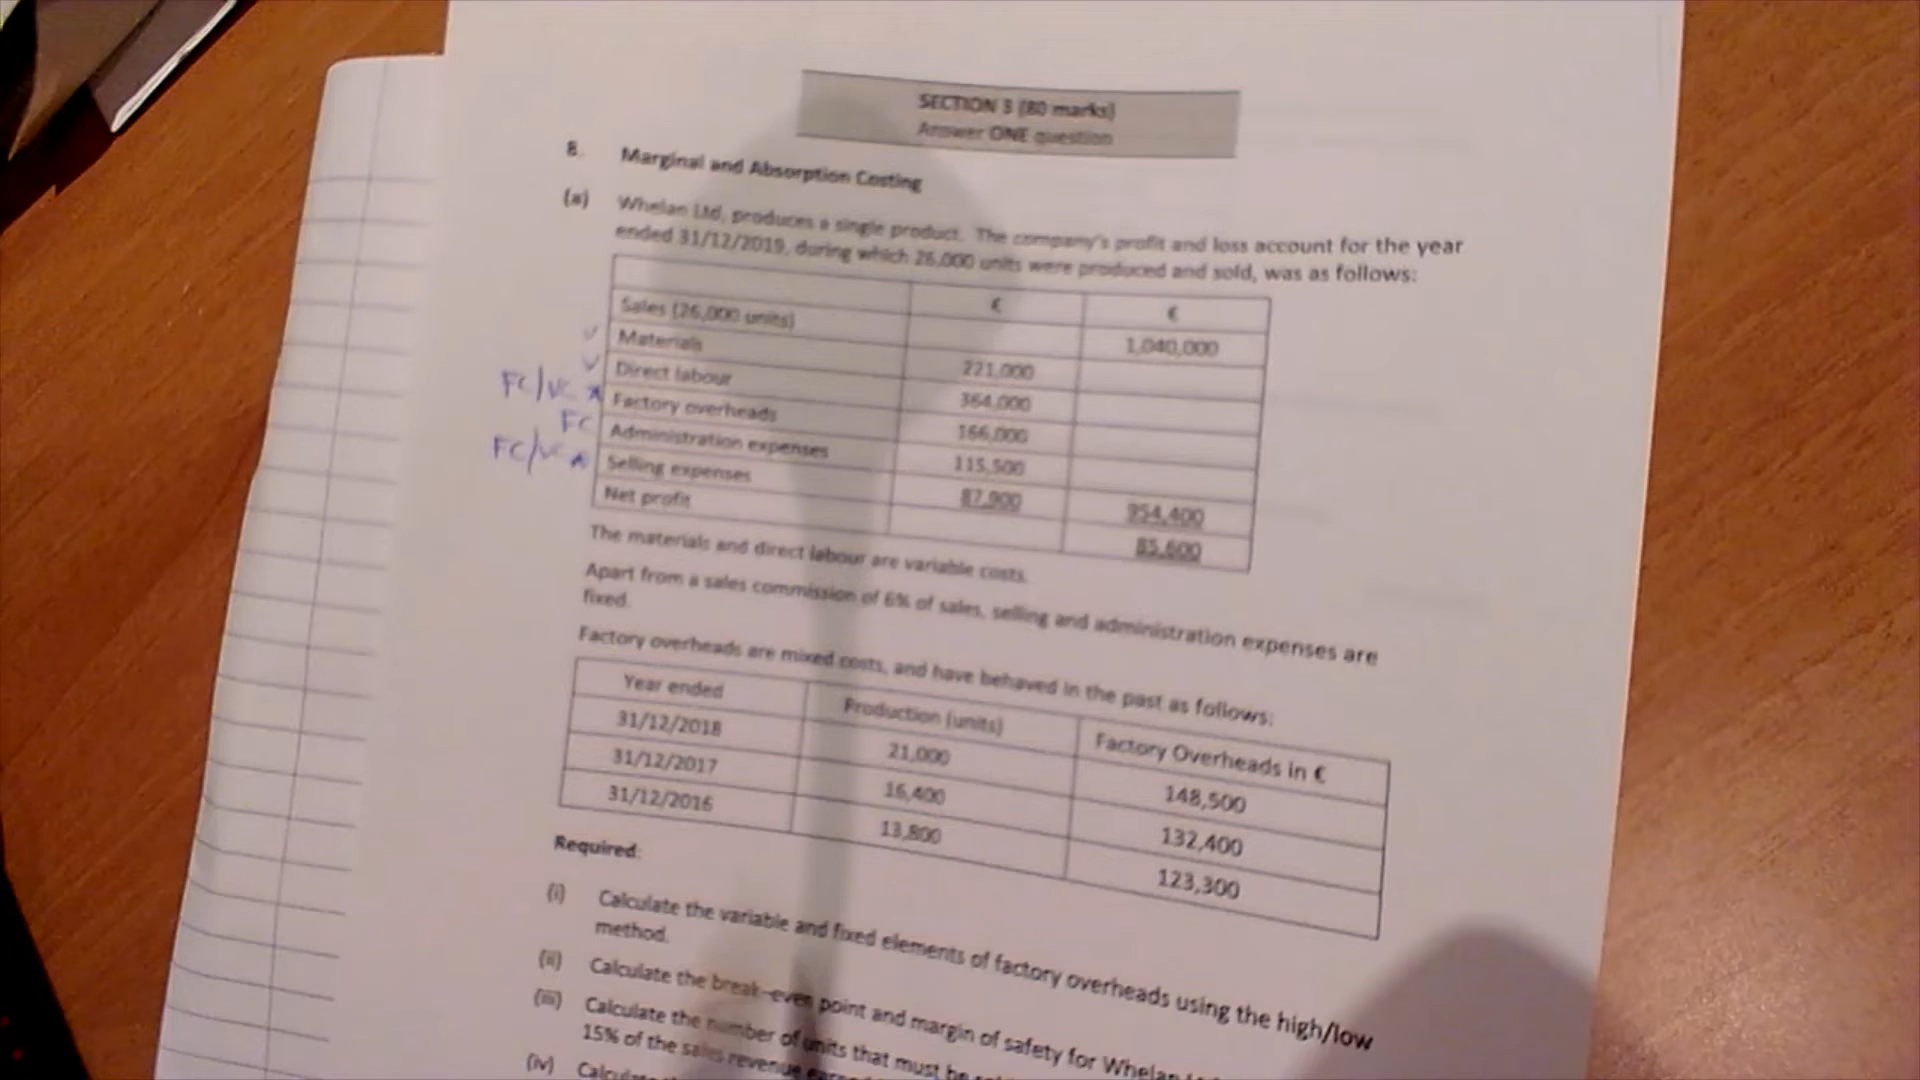 SECTION 3 (80 marks)
Answer ONE question
8. Marginal and Absorption Costing
(a) Whelan Ltd, produces a single product. The company's profit and loss account for the year
ended 31/12/2019, during which 26,000 units were produced and sold, was as follows:
€ €
Sales (26,000 units) 1,040,000
Materials 221,000
Direct labour 364,000
FC/VC Factory overheads 166,000
FC Administration expenses 115,500
FC/VC Selling expenses 87,900 954,400
Net profit 85,600
The materials and direct labour are variable costs.
Apart from a sales commission of 6% of sales, selling and administration expenses are
fixed.
Factory overheads are mixed costs, and have behaved in the past as follows:
Year ended Production (units) Factory Overheads in €
31/12/2018 21,000 148,500
31/12/2017 16,400 132,400
31/12/2016 13,800 123,300
Required:
(i) Calculate the variable and fixed elements of factory overheads using the high/low
method.
(ii) Calculate the break-even point and margin of safety for Whelan
(iii) Calculate the number of units that must be
15% of the sales revenue
(iv)